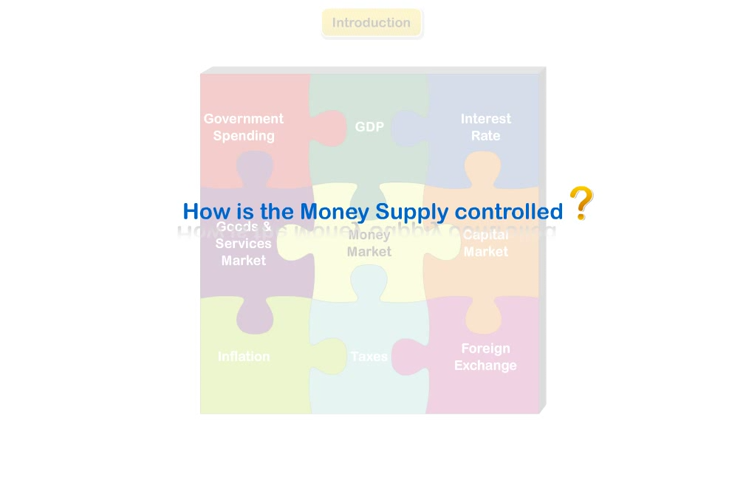 Introduction
Government
Spending
GDP
Interest
Rate
How is the Money Supply controlled?
Goods &
Services
Market
Money
Market
Capital
Market
Inflation
Taxes
Foreign
Exchange